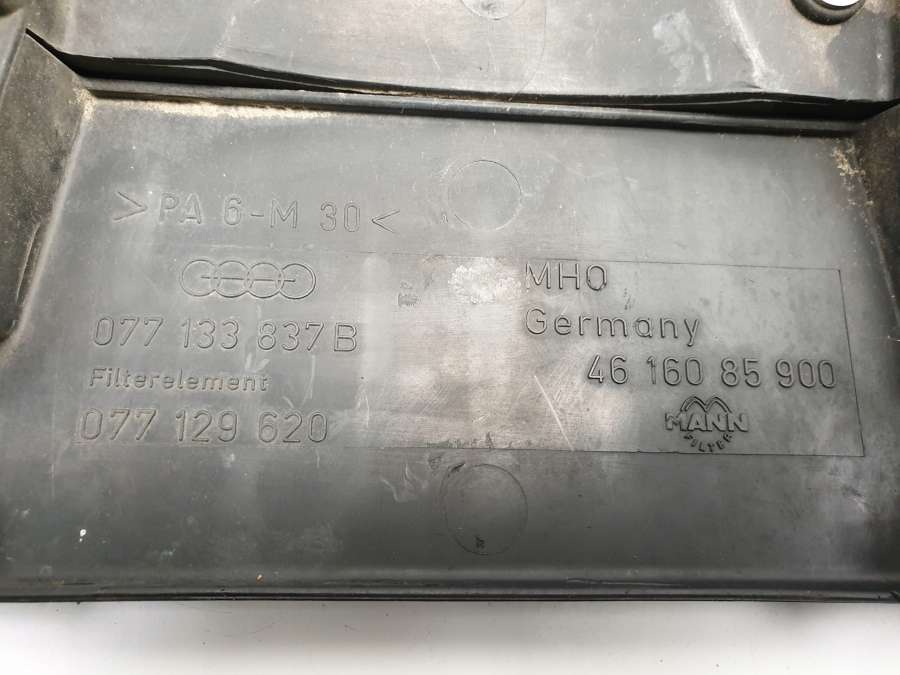 >PA 6-M 30<
077 133 837 B
Filterelement
077 129 620
MHO
Germany
46 160 85 900
MANN
FILTER